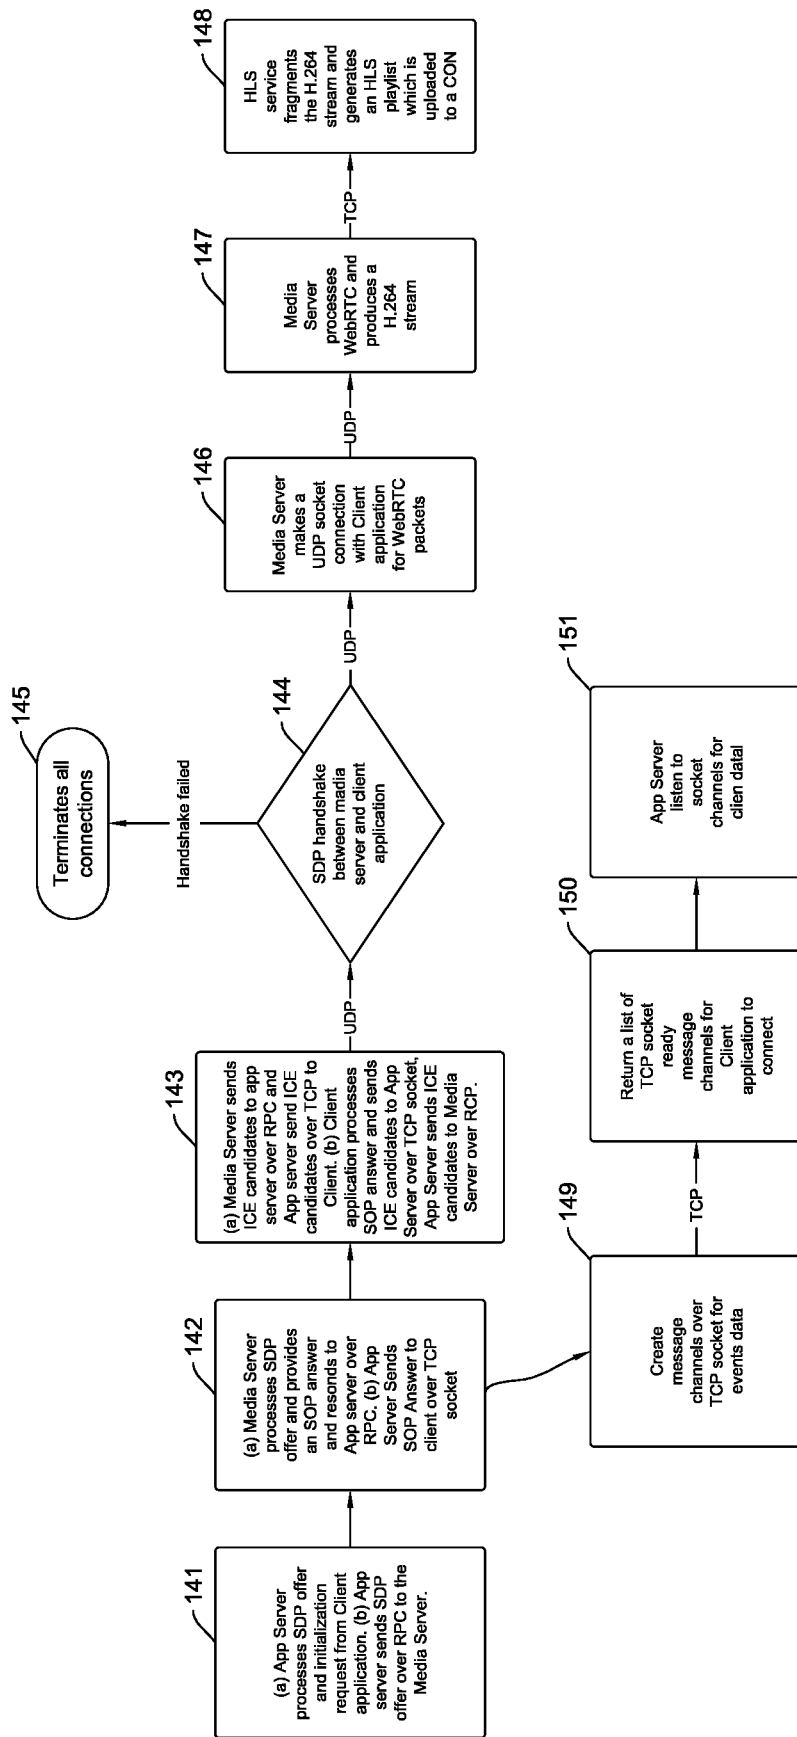 141
(a) App Server
processes SDP offer
and initialization
request from Client
application. (b) App
server sends SDP
offer over RPC to the
Media Server.
142
(a) Media Server
processes SDP
offer and provides
an SOP answer
and resonds to
App server over
RPC. (b) App
Server Sends
SOP Answer to
client over TCP
socket
143
(a) Media Server sends
ICE candidates to app
server over RPC and
App server send ICE
candidates over TCP to
Client. (b) Client
application processes
SOP answer and sends
ICE candidates to App
Server over TCP socket,
App Server sends ICE
candidates to Media
Server over RCP.
UDP
144
SDP handshake
between madia
server and client
application
Handshake failed
145
Terminates all
connections
UDP
146
Media Server
makes a
UDP socket
connection
with Client
application
for WebRTC
packets
UDP
147
Media
Server
processes
WebRTC and
produces a
H.264
stream
TCP
148
HLS
service
fragments
the H.264
stream and
generates
an HLS
playlist
which is
uploaded
to a CON
149
Create
message
channels over
TCP socket for
events data
TCP
150
Return a list of
TCP socket
ready
message
channels for
Client
application to
connect
151
App Server
listen to
socket
channels for
clien datal